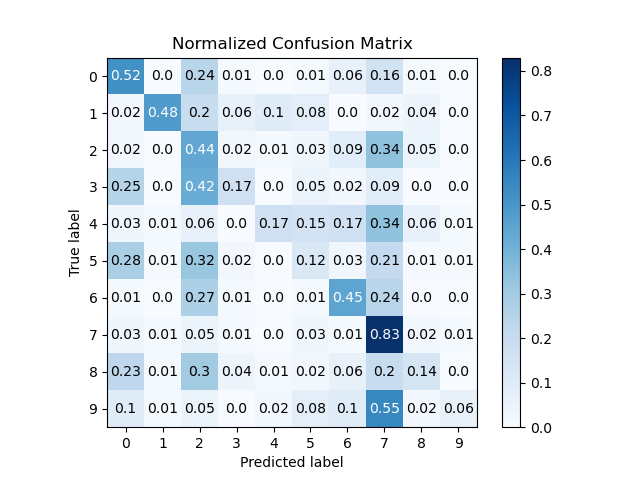 Normalized Confusion Matrix
0 0.52 0.0 0.24 0.01 0.0 0.01 0.06 0.16 0.01 0.0
1 0.02 0.48 0.2 0.06 0.1 0.08 0.0 0.02 0.04 0.0
2 0.02 0.0 0.44 0.02 0.01 0.03 0.09 0.34 0.05 0.0
3 0.25 0.0 0.42 0.17 0.0 0.05 0.02 0.09 0.0 0.0
4 0.03 0.01 0.06 0.0 0.17 0.15 0.17 0.34 0.06 0.01
5 0.28 0.01 0.32 0.02 0.0 0.12 0.03 0.21 0.01 0.01
6 0.01 0.0 0.27 0.01 0.0 0.01 0.45 0.24 0.0 0.0
7 0.03 0.01 0.05 0.01 0.0 0.03 0.01 0.83 0.02 0.01
8 0.23 0.01 0.3 0.04 0.01 0.02 0.06 0.2 0.14 0.0
9 0.1 0.01 0.05 0.0 0.02 0.08 0.1 0.55 0.02 0.06
0 1 2 3 4 5 6 7 8 9
Predicted label
True label
0.8
0.7
0.6
0.5
0.4
0.3
0.2
0.1
0.0